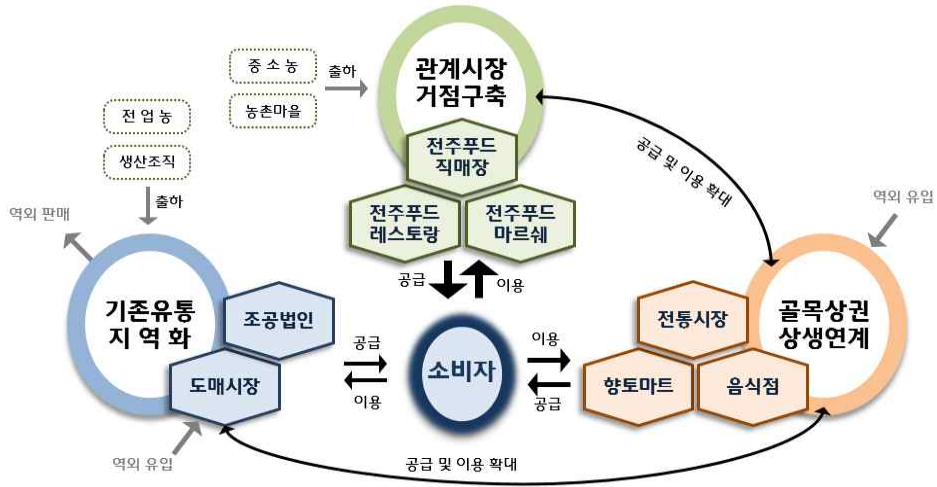 중 소 농
농촌마을
출하
관계시장
거점구축
전주푸드
직매장
전주푸드
레스토랑
전주푸드
마르쉐
공급
이용
전 업 농
생산조직
출하
역외 판매
기존유통
지 역 화
조공법인
도매시장
역외 유입
공급
이용
소비자
이용
공급
공급 및 이용 확대
역외 유입
골목상권
상생연계
전통시장
향토마트
음식점
공급 및 이용 확대